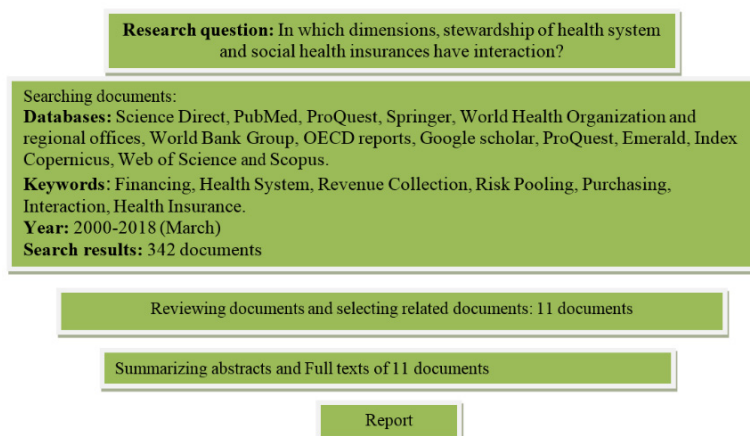 Research question: In which dimensions, stewardship of health system
and social health insurances have interaction?
Searching documents:
Databases: Science Direct, PubMed, ProQuest, Springer, World Health Organization and
regional offices, World Bank Group, OECD reports, Google scholar, ProQuest, Emerald, Index
Copernicus, Web of Science and Scopus.
Keywords: Financing, Health System, Revenue Collection, Risk Pooling, Purchasing,
Interaction, Health Insurance.
Year: 2000-2018 (March)
Search results: 342 documents
Reviewing documents and selecting related documents: 11 documents
Summarizing abstracts and Full texts of 11 documents
Report